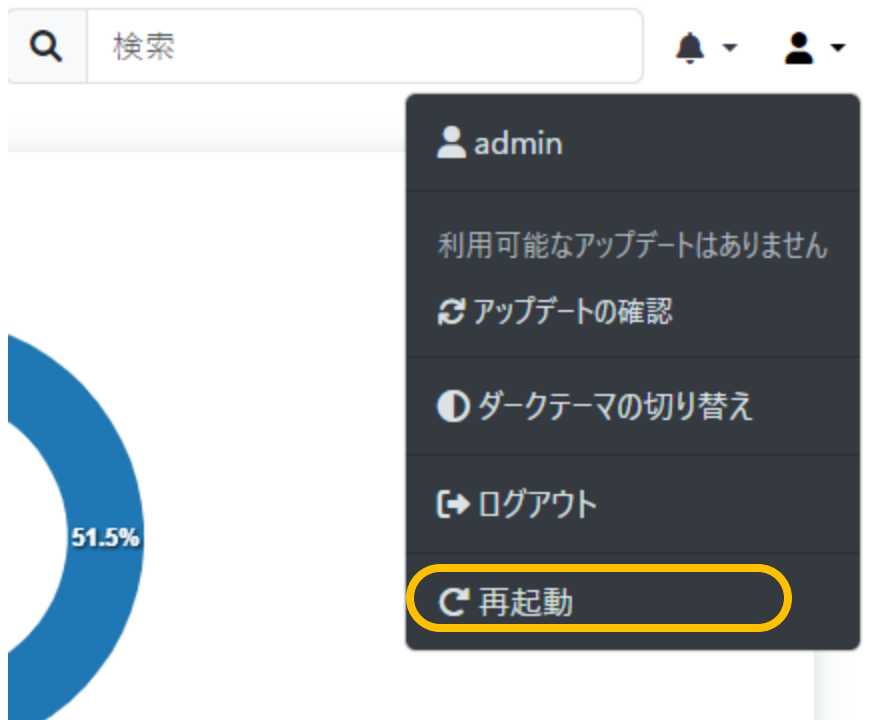 検索
admin
利用可能なアップデートはありません
アップデートの確認
ダークテーマの切り替え
ログアウト
51.5%
再起動